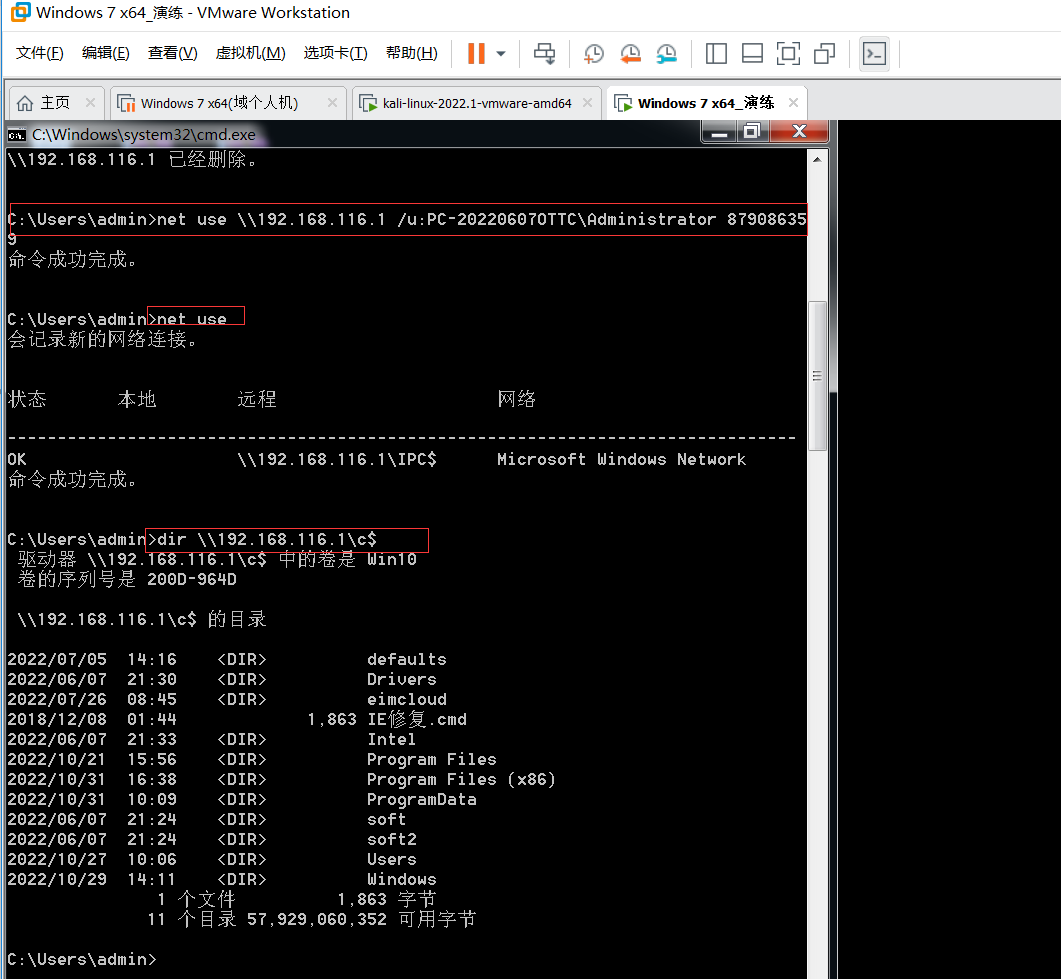 Windows 7 x64_演练 - VMware Workstation
文件(F) 编辑(E) 查看(V) 虚拟机(M) 选项卡(T) 帮助(H)
主页 Windows 7 x64(域个人机) kali-linux-2022.1-vmware-amd64 Windows 7 x64_演练
C:\Windows\system32\cmd.exe
\\192.168.116.1 已经删除。
C:\Users\admin>net use \\192.168.116.1 /u:PC-20220607OTTC\Administrator 87908635
9
命令成功完成。
C:\Users\admin>net use
会记录新的网络连接。
状态 本地 远程 网络
-------------------------------------------------------------------------------
OK \\192.168.116.1\IPC$ Microsoft Windows Network
命令成功完成。
C:\Users\admin>dir \\192.168.116.1\c$
驱动器 \\192.168.116.1\c$ 中的卷是 Win10
卷的序列号是 200D-964D
\\192.168.116.1\c$ 的目录
2022/07/05 14:16 <DIR> defaults
2022/06/07 21:30 <DIR> Drivers
2022/07/26 08:45 <DIR> eimcloud
2018/12/08 01:44 1,863 IE修复.cmd
2022/06/07 21:33 <DIR> Intel
2022/10/21 15:56 <DIR> Program Files
2022/10/31 16:38 <DIR> Program Files (x86)
2022/10/31 10:09 <DIR> ProgramData
2022/06/07 21:24 <DIR> soft
2022/06/07 21:24 <DIR> soft2
2022/10/27 10:06 <DIR> Users
2022/10/29 14:11 <DIR> Windows
1 个文件 1,863 字节
11 个目录 57,929,060,352 可用字节
C:\Users\admin>